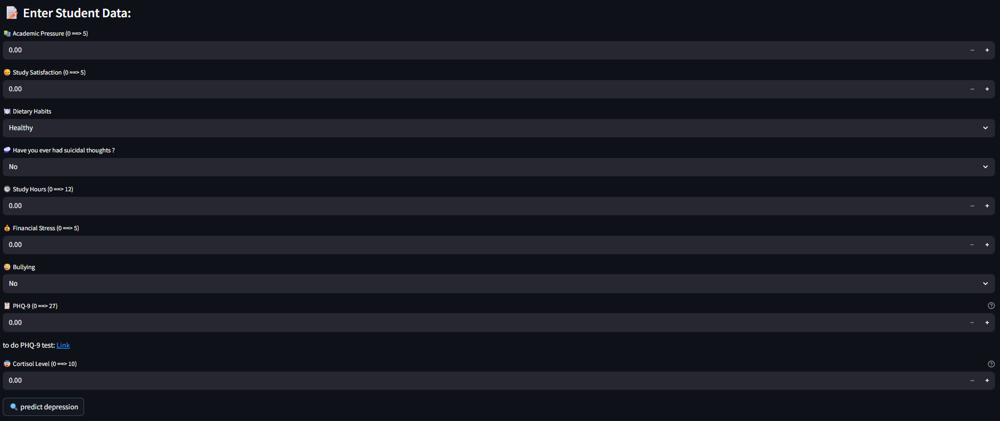 Enter Student Data:
Academic Pressure (0 ==> 5)
0.00
Study Satisfaction (0 ==> 5)
0.00
Dietary Habits
Healthy
Have you ever had suicidal thoughts ?
No
Study Hours (0 ==> 12)
0.00
Financial Stress (0 ==> 5)
0.00
Bullying
No
PHQ-9 (0 ==> 27)
0.00
to do PHQ-9 test: Link
Cortisol Level (0 ==> 10)
0.00
predict depression